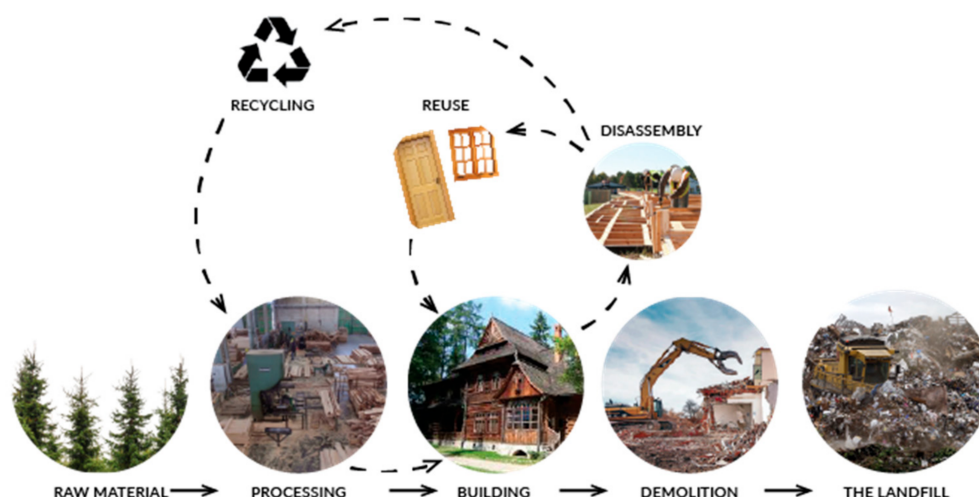 RECYCLING
REUSE
DISASSEMBLY
RAW MATERIAL
PROCESSING
BUILDING
DEMOLITION
THE LANDFILL